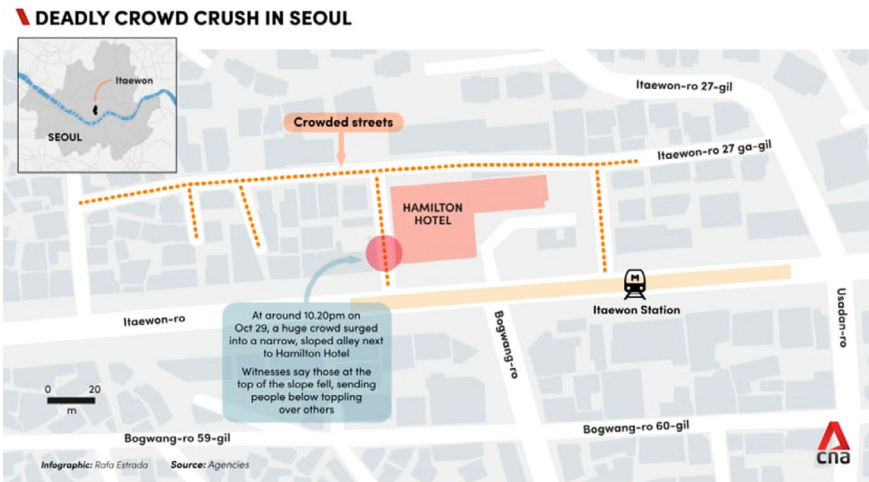 DEADLY CROWD CRUSH IN SEOUL
Itaewon
SEOUL
Itaewon-ro 27-gil
Crowded streets
Itaewon-ro 27 ga-gil
HAMILTON
HOTEL
M
At around 10.20pm on
Oct 29, a huge crowd surged
into a narrow, sloped alley next
to Hamilton Hotel
Witnesses say those at the
top of the slope fell, sending
people below toppling
over others
Itaewon-ro
Itaewon Station
Bogwang-ro
Usadan-ro
0 20
m
Bogwang-ro 59-gil
Bogwang-ro 60-gil
Infographic: Rafa Estrada Source: Agencies
cna